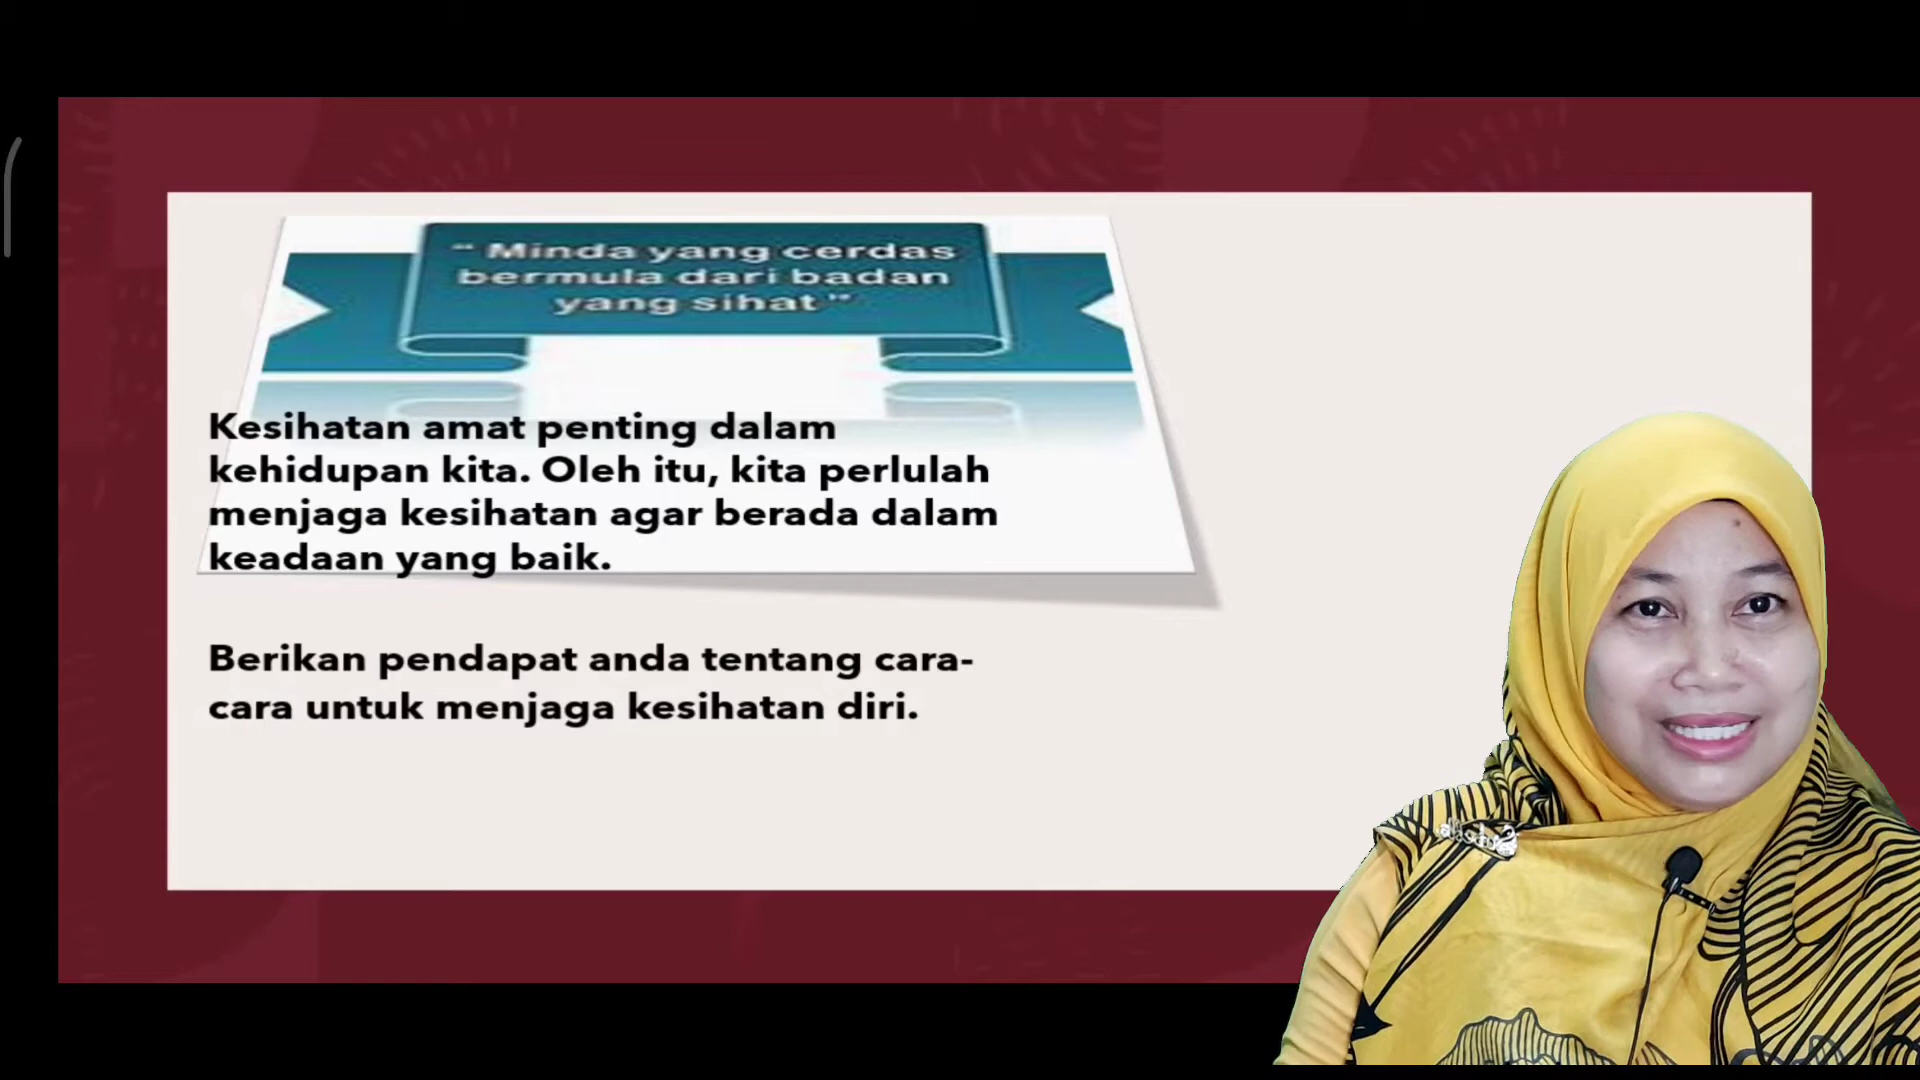 “ Minda yang cerdas
bermula dari badan
yang sihat ”
Kesihatan amat penting dalam
kehidupan kita. Oleh itu, kita perlulah
menjaga kesihatan agar berada dalam
keadaan yang baik.
Berikan pendapat anda tentang cara-
cara untuk menjaga kesihatan diri.